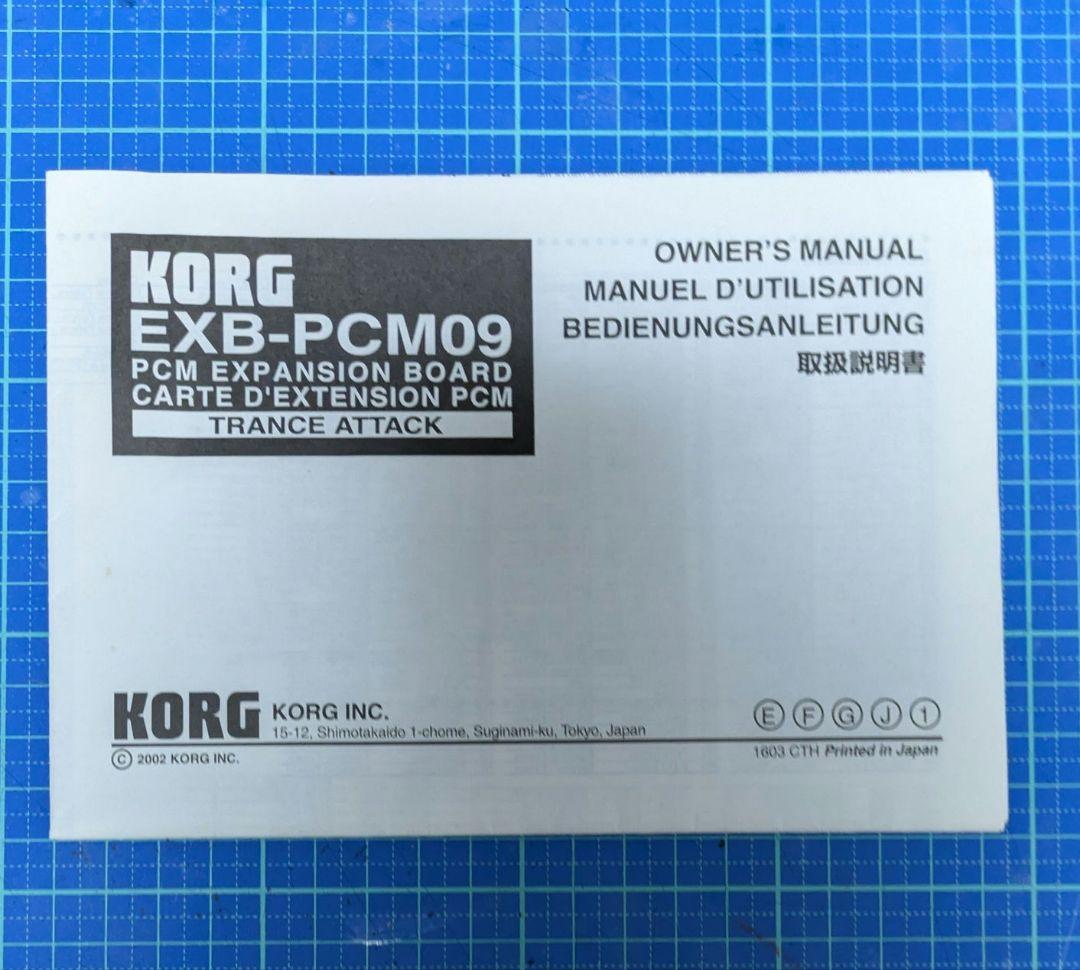 KORG
EXB-PCM09
PCM EXPANSION BOARD
CARTE D'EXTENSION PCM
TRANCE ATTACK
OWNER'S MANUAL
MANUEL D'UTILISATION
BEDIENUNGSANLEITUNG
取扱説明書
KORG KORG INC.
15-12, Shimotakaido 1-chome, Suginami-ku, Tokyo, Japan
© 2002 KORG INC.
E F G J 1
1603 CTH Printed in Japan